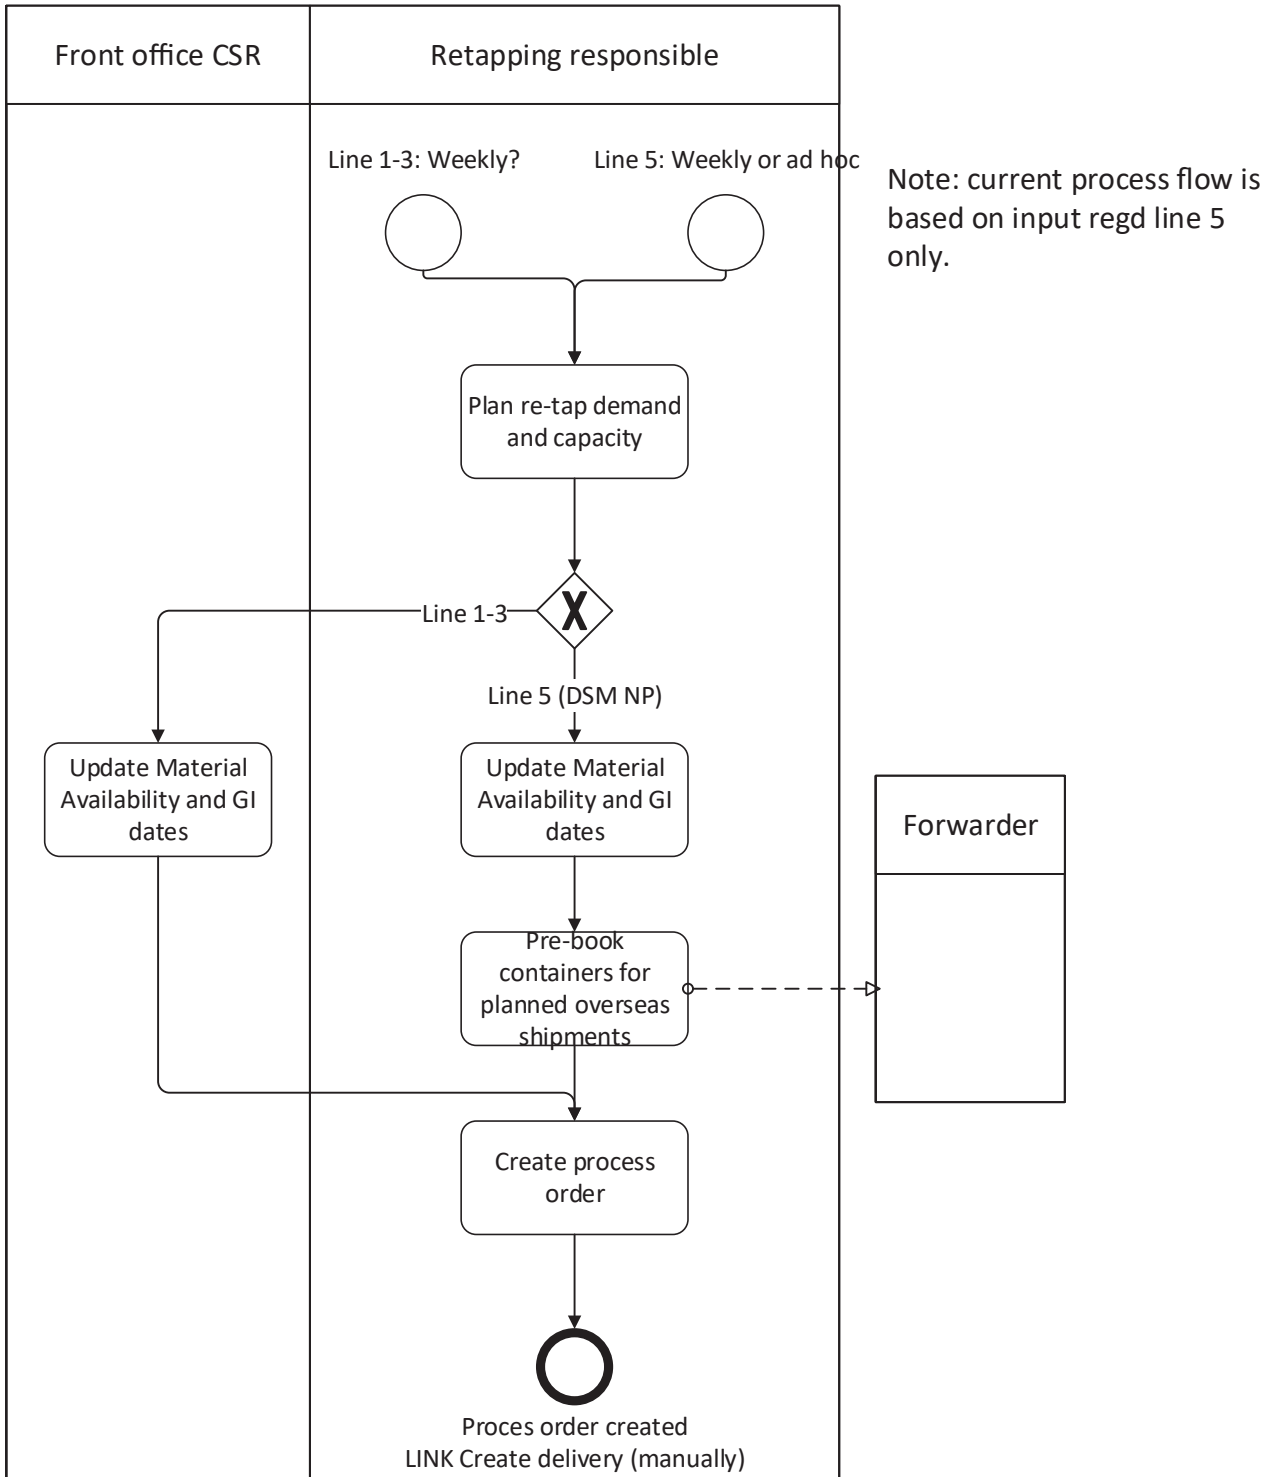 Front office CSR
Retapping responsible
Line 1-3: Weekly?
Line 5: Weekly or ad hoc
Note: current process flow is
based on input regd line 5
only.
Plan re-tap demand
and capacity
X
Line 1-3
Line 5 (DSM NP)
Update Material
Availability and GI
dates
Update Material
Availability and GI
dates
Forwarder
Pre-book
containers for
planned overseas
shipments
Create process
order
Proces order created
LINK Create delivery (manually)